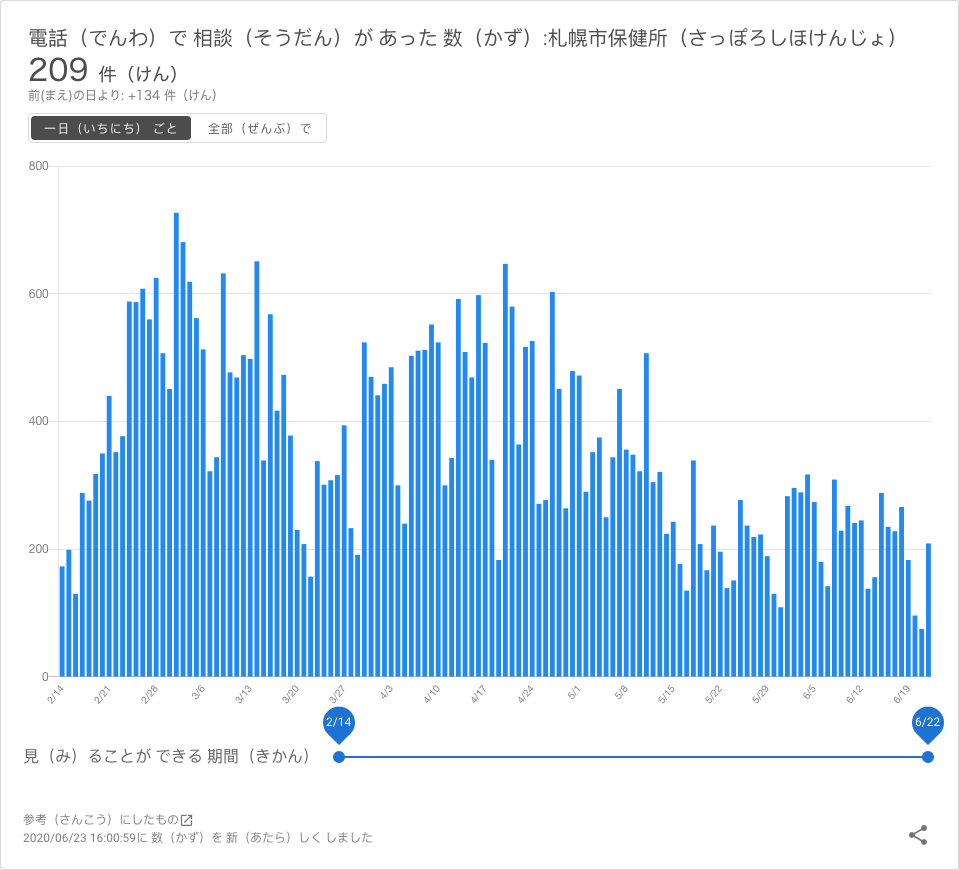 電話（でんわ）で 相談（そうだん）が あった 数（かず）:札幌市保健所（さっぽろしほけんじょ）
209 件（けん）
前(まえ)の日より: +134 件（けん）
一日（いちにち） ごと 全部（ぜんぶ）で
800
600
400
200
0
2/14 2/21 2/28 3/6 3/13 3/20 3/27 4/3 4/10 4/17 4/24 5/1 5/8 5/15 5/22 5/29 6/5 6/12 6/19
2/14 6/22
見（み）ることが できる 期間（きかん）
参考（さんこう）にしたもの
2020/06/23 16:00:59に 数（かず）を 新（あたら）しく しました